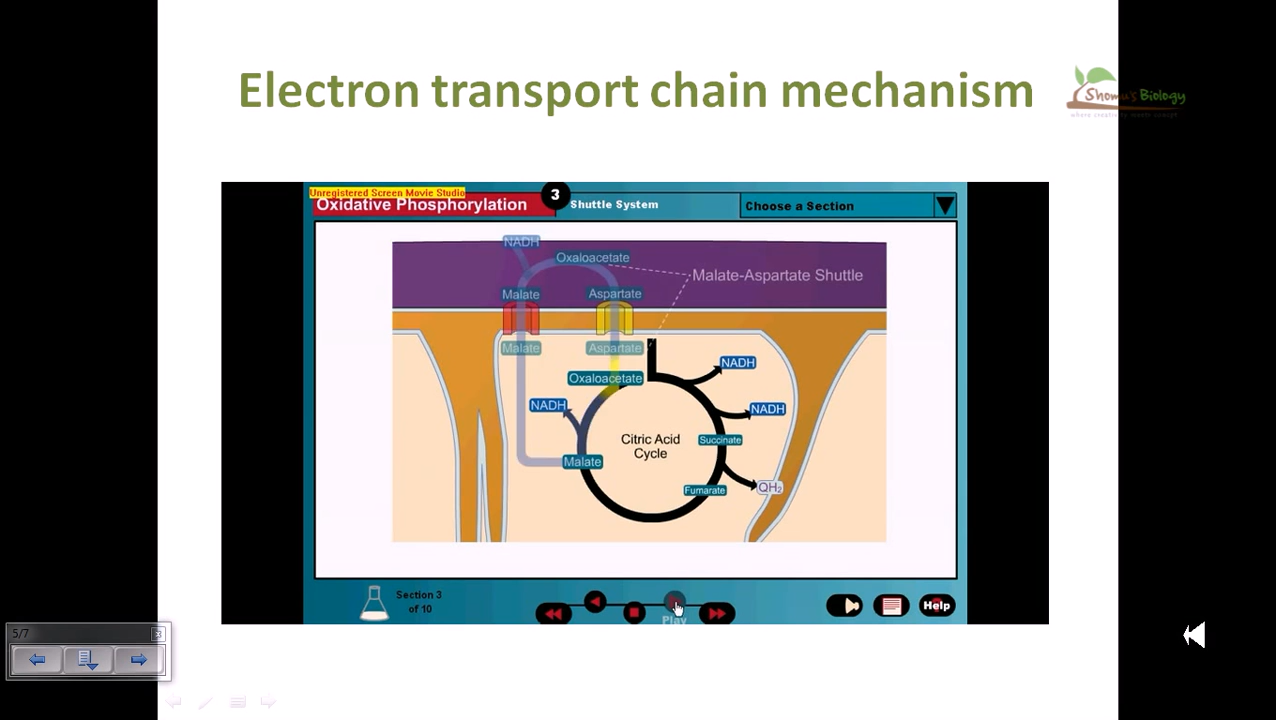 Electron transport chain mechanism
Shomu's Biology
where creativity meets concept
Unregistered Screen Movie Studio
Oxidative Phosphorylation
3
Shuttle System
Choose a Section
NADH
Oxaloacetate
Malate-Aspartate Shuttle
Malate
Aspartate
Malate
Aspartate
Oxaloacetate
NADH
NADH
NADH
Citric Acid
Cycle
Succinate
Malate
Fumarate
QH2
Section 3
of 10
Play
Help
5/7